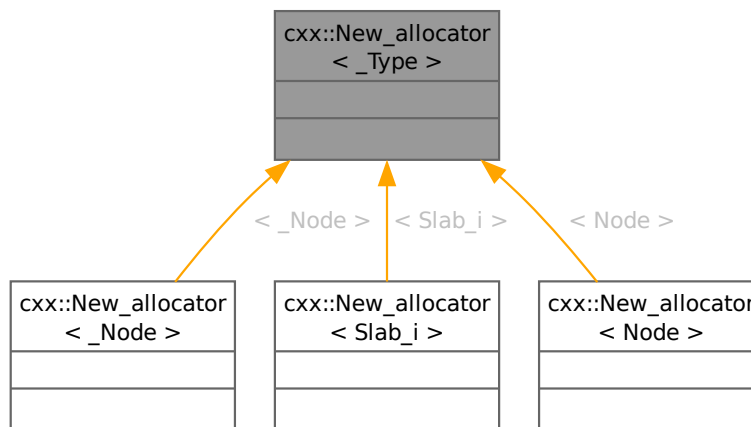 cxx::New_allocator
< _Type >
< _Node >
< Slab_i >
< Node >
cxx::New_allocator
< _Node >
cxx::New_allocator
< Slab_i >
cxx::New_allocator
< Node >